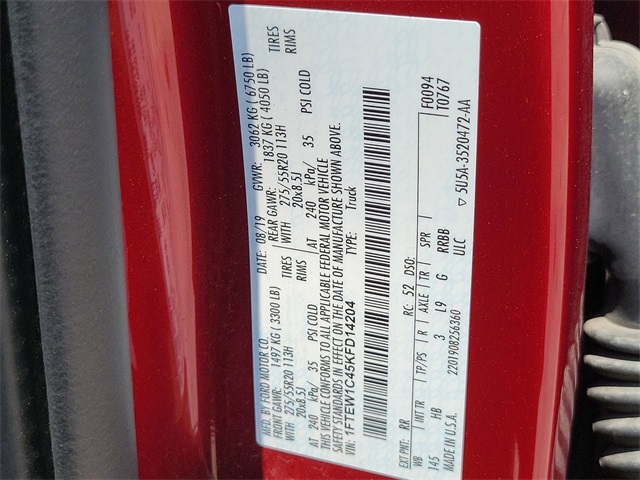 MFD. BY FORD MOTOR CO.
DATE: 08/19 GVWR: 3062 KG ( 6750 LB)
FRONT GAWR: 1497 KG ( 3300 LB) REAR GAWR: 1837 KG ( 4050 LB)
WITH 275/55R20 113H TIRES WITH 275/55R20 113H TIRES
20x8.5J RIMS 20x8.5J RIMS
AT 240 kPa/ 35 PSI COLD AT 240 kPa/ 35 PSI COLD
THIS VEHICLE CONFORMS TO ALL APPLICABLE FEDERAL MOTOR VEHICLE
SAFETY STANDARDS IN EFFECT ON THE DATE OF MANUFACTURE SHOWN ABOVE.
VIN: 1FTEW1C45KFD14204 TYPE: Truck
F0094
T0767
EXT PNT: RR RC: 52 DSO:
WB INT TR TP/PS R AXLE TR SPR
145 HB 3 L9 G RRBB
MADE IN U.S.A. 2201908256360 ULC
▽ 5U5A-3520472-AA